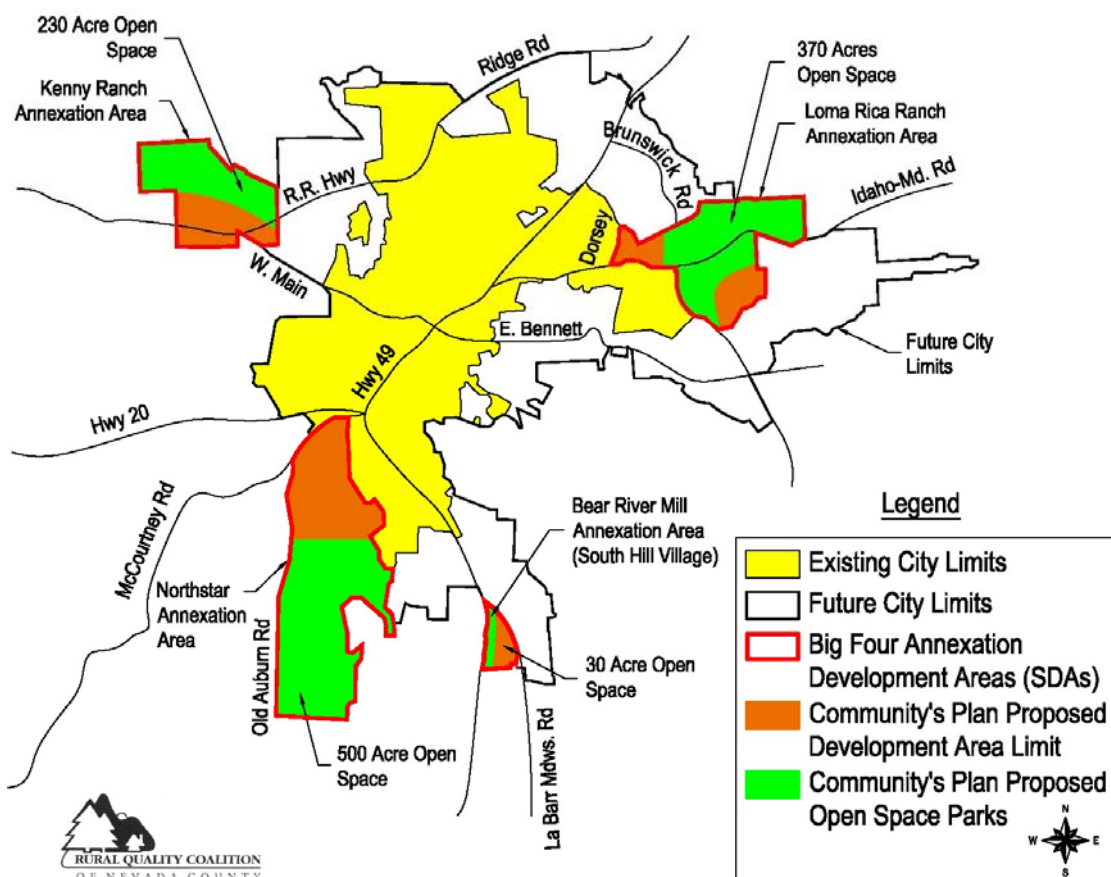 230 Acre Open
Space
Kenny Ranch
Annexation Area
Ridge Rd
370 Acres
Open Space
Loma Rica Ranch
Annexation Area
Brunswick Rd
Idaho-Md. Rd
R.R. Hwy
Dorsey
W. Main
E. Bennett
Future City
Limits
Hwy 49
Hwy 20
McCourtney Rd
Bear River Mill
Annexation Area
(South Hill Village)
Northstar
Annexation
Area
Old Auburn Rd
30 Acre Open
Space
500 Acre Open
Space
La Barr Mdws. Rd
Legend
Existing City Limits
Future City Limits
Big Four Annexation
Development Areas (SDAs)
Community's Plan Proposed
Development Area Limit
Community's Plan Proposed
Open Space Parks
N
W E
S
RURAL QUALITY COALITION
OF NEVADA COUNTY